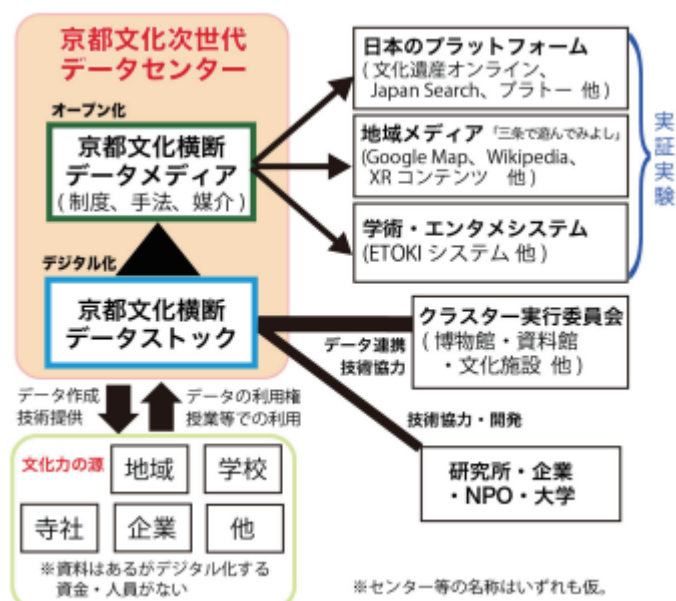 京都文化次世代
データセンター
オープン化
京都文化横断
データメディア
(制度、手法、媒介)
デジタル化
京都文化横断
データストック
日本のプラットフォーム
(文化遺産オンライン、
Japan Search、プラトー 他)
地域メディア「三条で遊んでみよし」
(Google Map、Wikipedia、
XRコンテンツ 他)
学術・エンタメシステム
(ETOKIシステム 他)
実証実験
クラスター実行委員会
(博物館・資料館
・文化施設 他)
データ連携
技術協力
技術協力・開発
研究所・企業
・NPO・大学
データ作成
技術提供
データの利用権
授業等での利用
文化力の源
地域
学校
寺社
企業
他
※資料はあるがデジタル化する
資金・人員がない
※センター等の名称はいずれも仮。